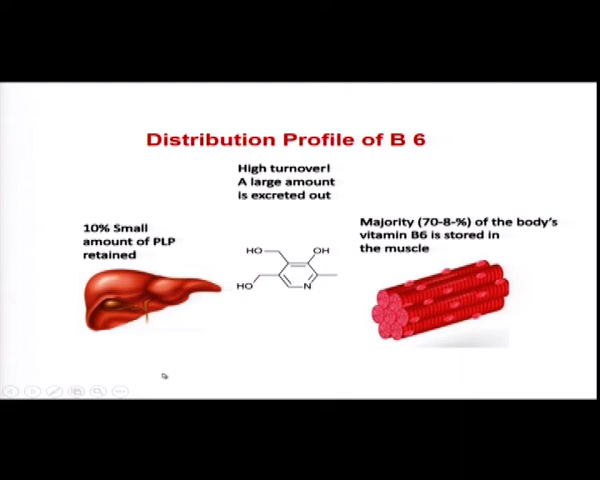 Distribution Profile of B 6
High turnover!
A large amount
is excreted out
10% Small
amount of PLP
retained
Majority (70-8-%) of the body's
vitamin B6 is stored in
the muscle
HO
OH
HO
N